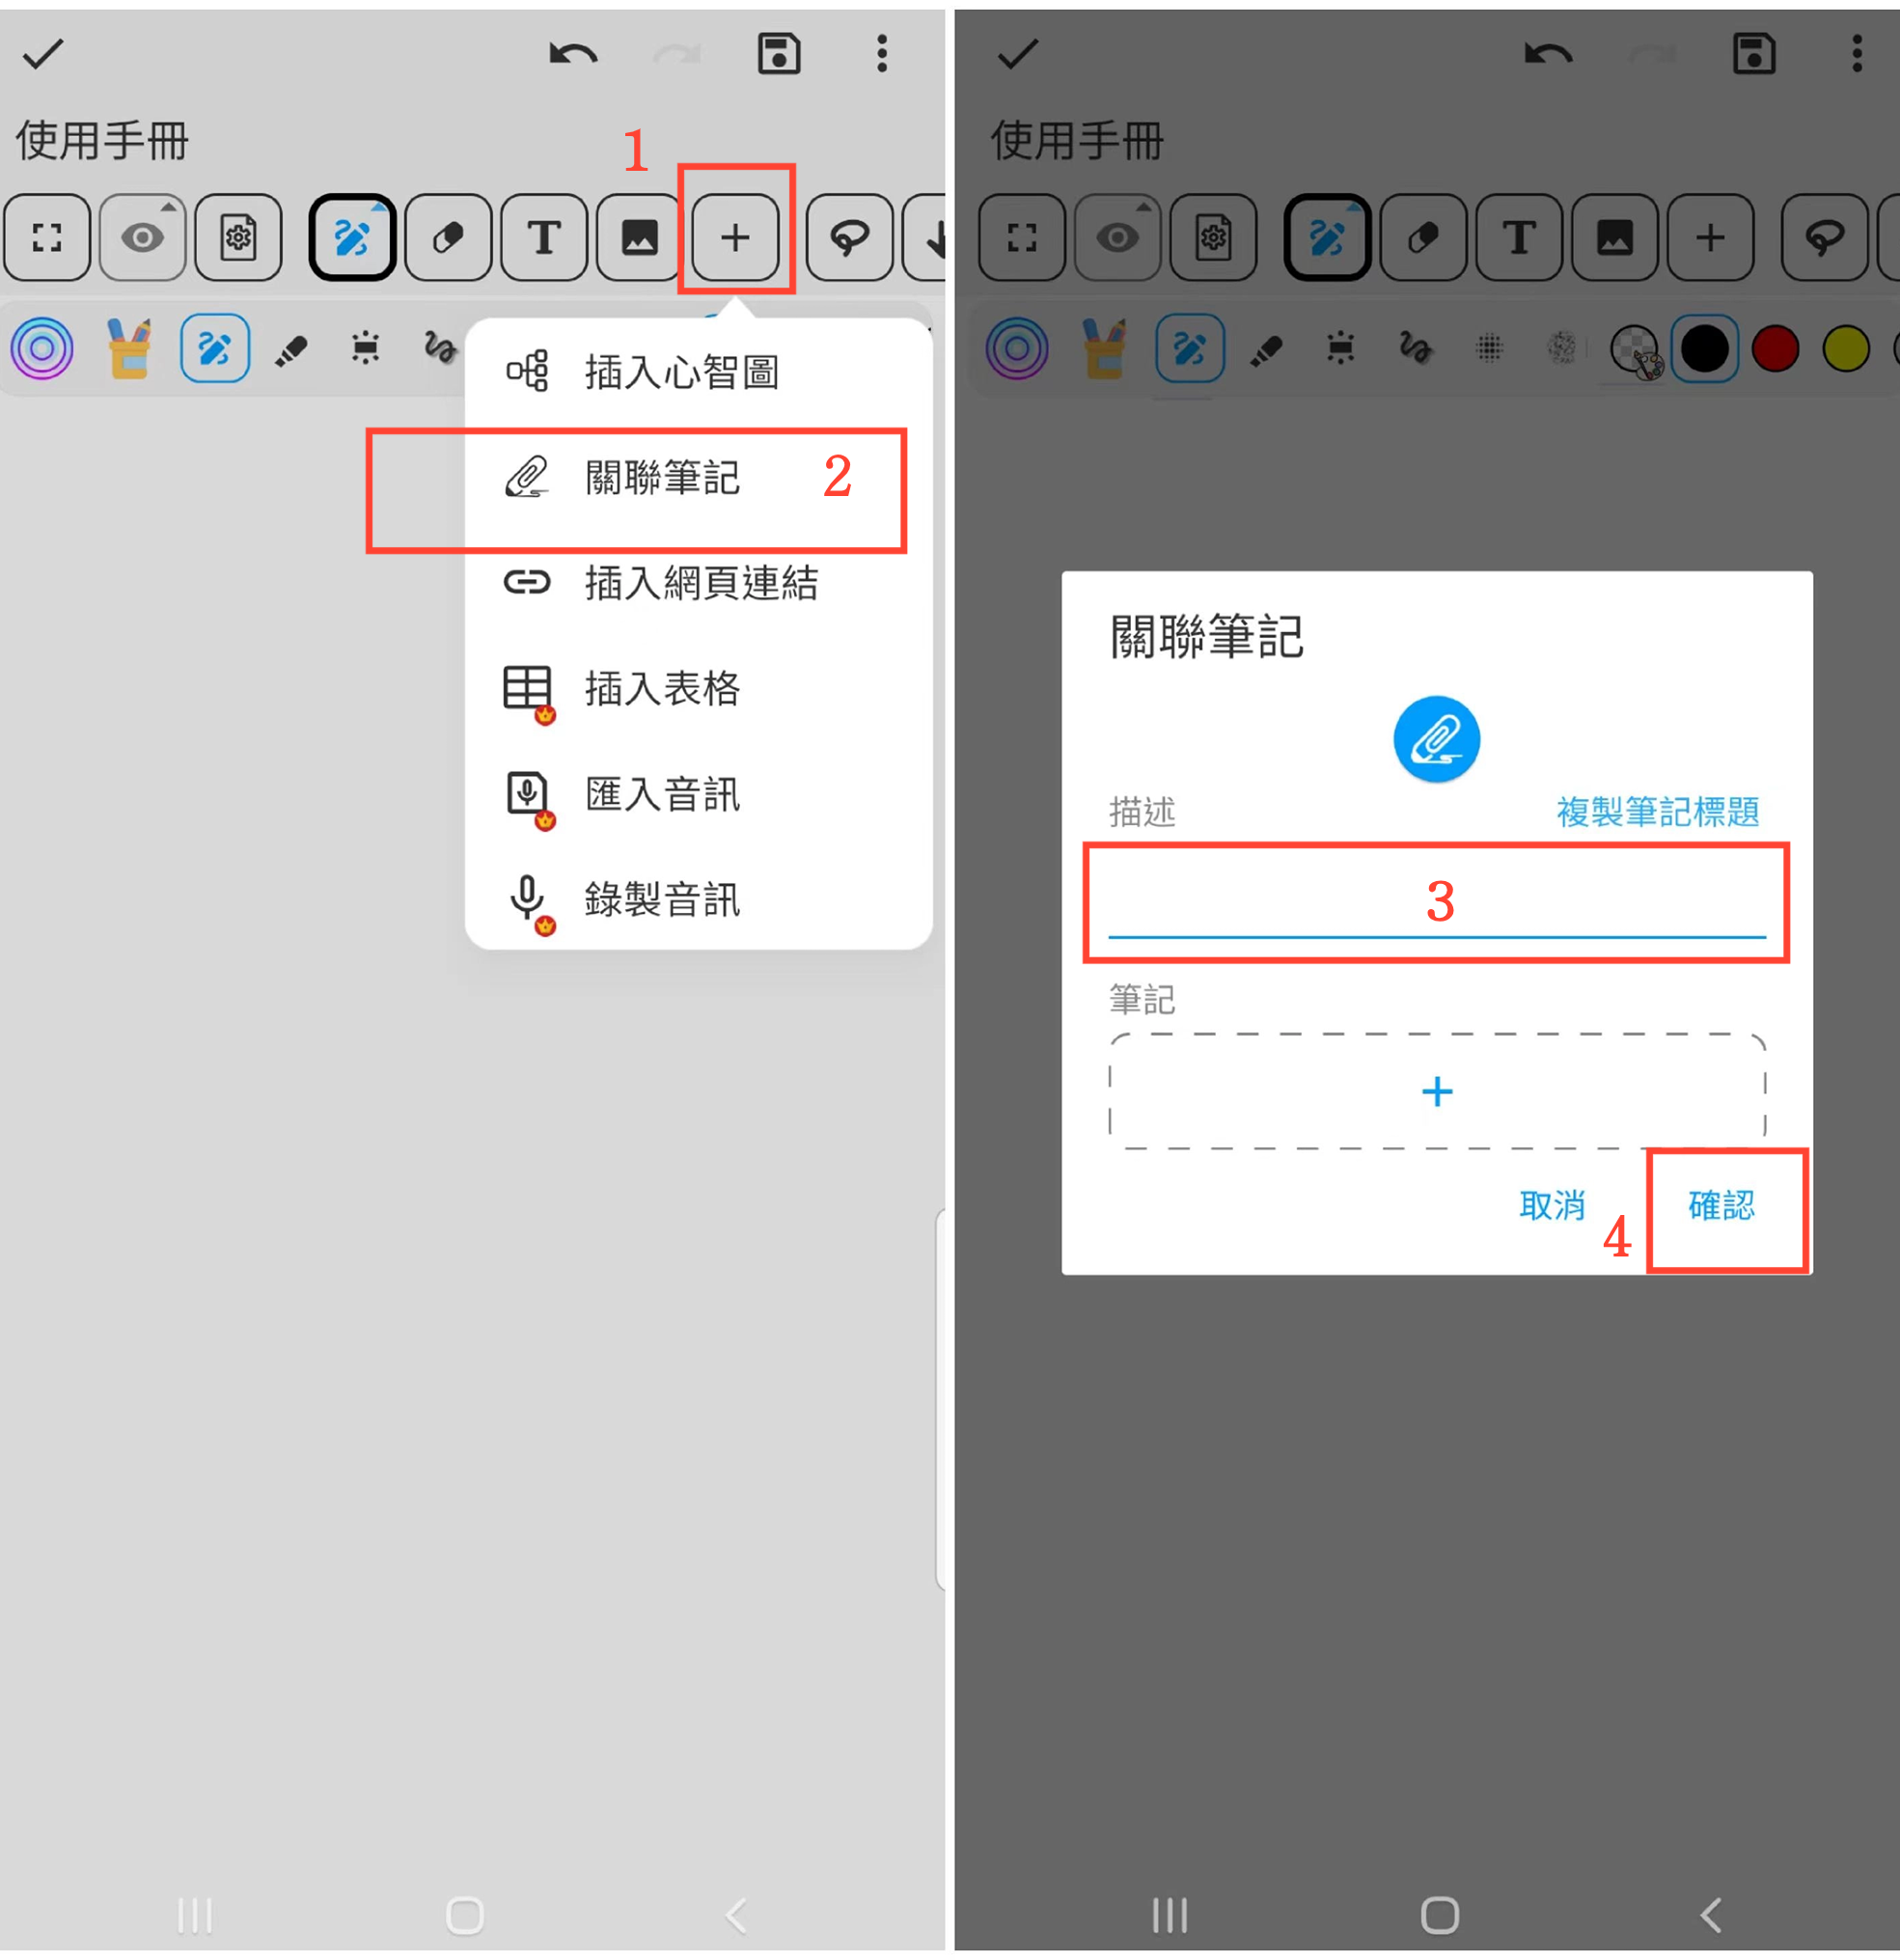 使用手冊
1
T
插入心智圖
關聯筆記 2
插入網頁連結
插入表格
匯入音訊
錄製音訊
使用手冊
T
關聯筆記
描述 複製筆記標題
3
筆記
+
取消 4 確認